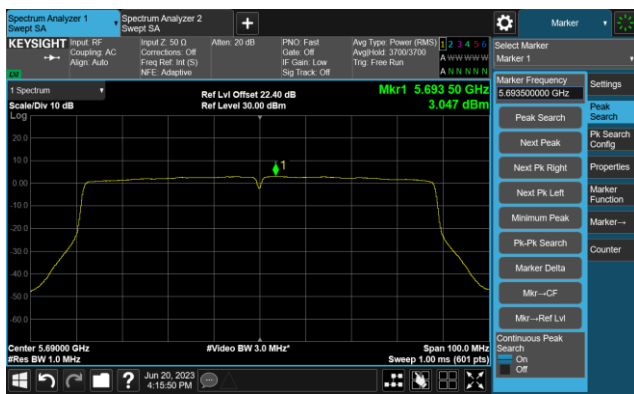 Spectrum Analyzer 1
Swept SA
Spectrum Analyzer 2
Swept SA
+
Marker
KEYSIGHT
Input: RF
Coupling: AC
Align: Auto
Input Z: 50 Ω
Corrections: Off
Freq Ref: Int (S)
NFE: Adaptive
Atten: 20 dB
PNO: Fast
Gate: Off
IF Gain: Low
Sig Track: Off
Avg Type: Power (RMS)
Avg|Hold: 3700/3700
Trig: Free Run
1 2 3 4 5 6
A W W W W W
A N N N N N
LXI
Select Marker
Marker 1
1 Spectrum
Scale/Div 10 dB
Log
Ref Lvl Offset 22.40 dB
Ref Level 30.00 dBm
Mkr1 5.693 50 GHz
3.047 dBm
20.0
10.0
0.00
-10.0
-20.0
-30.0
-40.0
-50.0
-60.0
1
Center 5.69000 GHz
#Res BW 1.0 MHz
#Video BW 3.0 MHz*
Span 100.0 MHz
Sweep 1.00 ms (601 pts)
Marker Frequency
5.693500000 GHz
Peak Search
Next Peak
Next Pk Right
Next Pk Left
Minimum Peak
Pk-Pk Search
Marker Delta
Mkr→CF
Mkr→Ref Lvl
Continuous Peak
Search
On
Off
Settings
Peak
Search
Pk Search
Config
Properties
Marker
Function
Marker→
Counter
?
Jun 20, 2023
4:15:50 PM